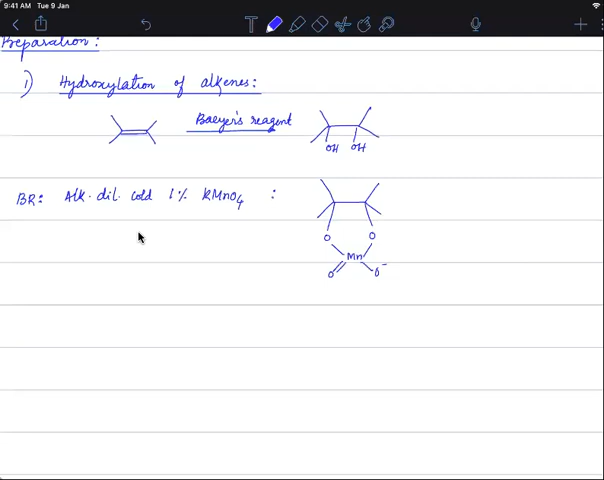 9:41 AM Tue 9 Jan
Preparation:
1) Hydroxylation of alkenes:
Baeyer's reagent
OH OH
BR: Alk. dil. cold 1% KMnO4 :
O O
Mn
O O-